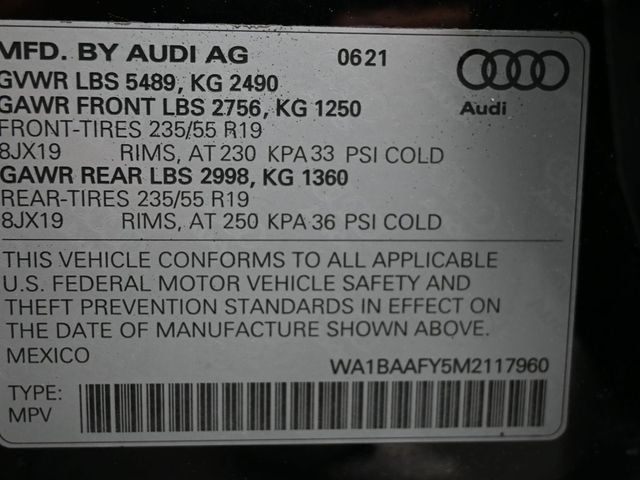 MFD. BY AUDI AG 0621
GVWR LBS 5489, KG 2490
GAWR FRONT LBS 2756, KG 1250
Audi
FRONT-TIRES 235/55 R19
8JX19 RIMS, AT 230 KPA 33 PSI COLD
GAWR REAR LBS 2998, KG 1360
REAR-TIRES 235/55 R19
8JX19 RIMS, AT 250 KPA 36 PSI COLD
THIS VEHICLE CONFORMS TO ALL APPLICABLE
U.S. FEDERAL MOTOR VEHICLE SAFETY AND
THEFT PREVENTION STANDARDS IN EFFECT ON
THE DATE OF MANUFACTURE SHOWN ABOVE.
MEXICO WA1BAAFY5M2117960
TYPE:
MPV